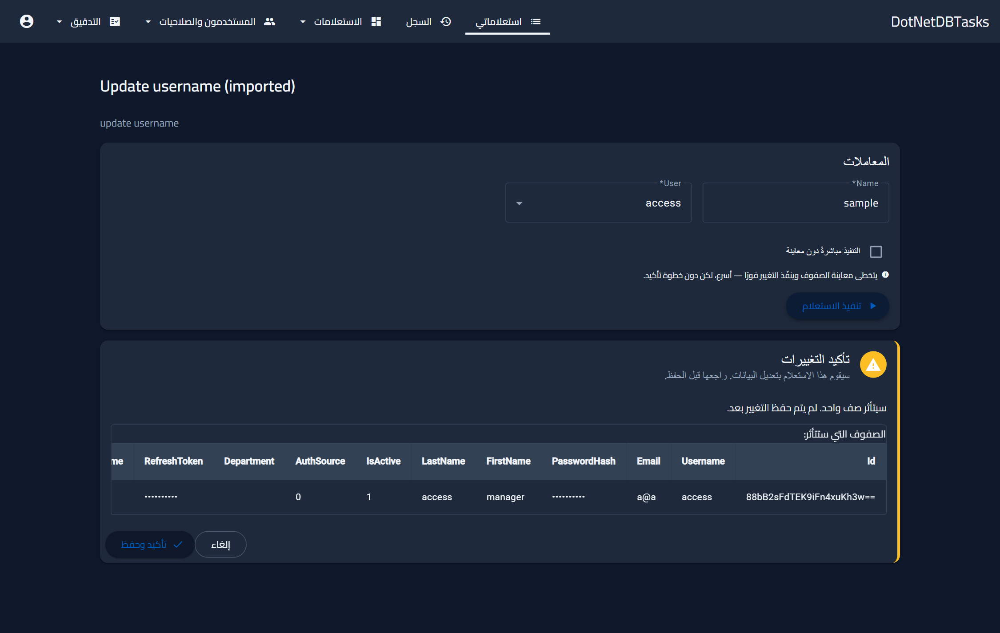 DotNetDBTasks
استعلاماتي
السجل
الاستعلامات
المستخدمون والصلاحيات
التدقيق
Update username (imported)
update username
المعاملات
Name*
sample
User*
access
التنفيذ مباشرةً دون معاينة
يتخطى معاينة الصفوف وينفّذ التغيير فورًا — أسرع، لكن دون خطوة تأكيد.
تنفيذ الاستعلام
تأكيد التغييرات
سيقوم هذا الاستعلام بتعديل البيانات. راجعها قبل الحفظ.
سيتأثر صف واحد. لم يتم حفظ التغيير بعد.
الصفوف التي ستتأثر:
Id Username Email PasswordHash FirstName LastName IsActive AuthSource Department RefreshToken me
88bB2sFdTEK9iFn4xuKh3w== access a@a •••••••••• manager access 1 0 ••••••••••
إلغاء
تأكيد وحفظ